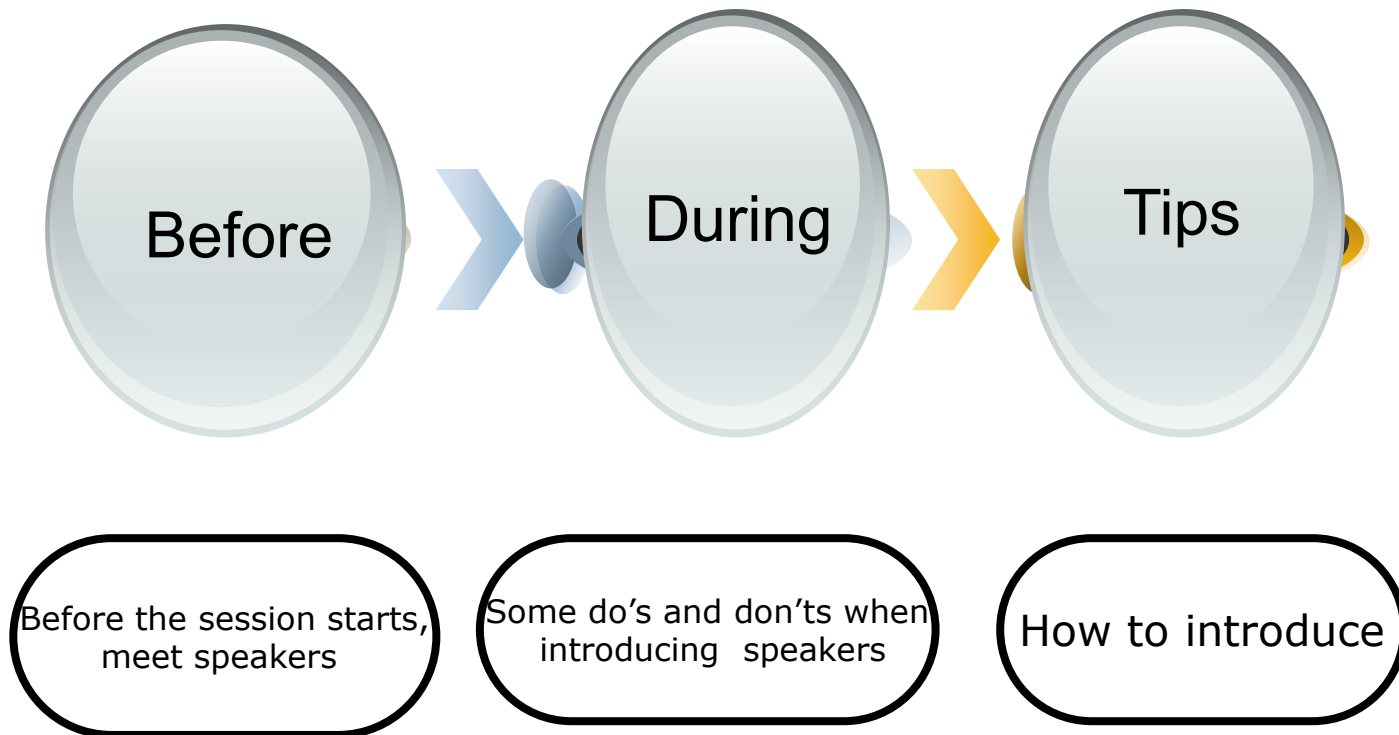 Before
During
Tips
Before the session starts,
meet speakers
Some do’s and don’ts when
introducing  speakers
How to introduce